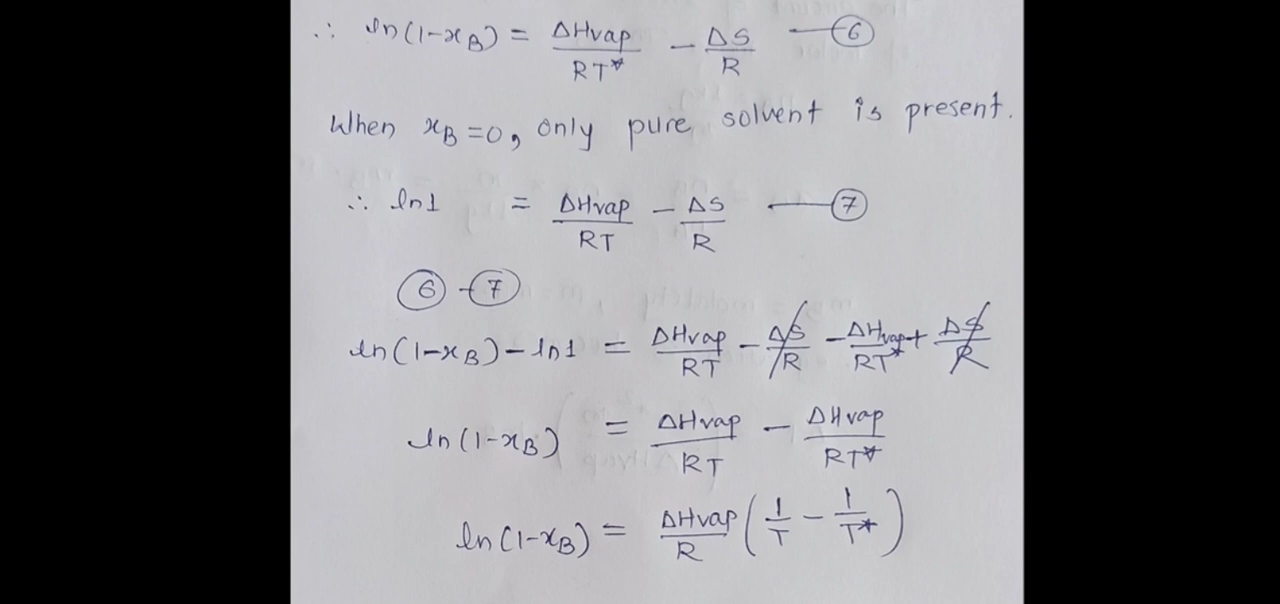 ∴ ln(1-xB) = ΔHvap/RT* - ΔS/R — 6
When xB=0, only pure solvent is present.
∴ ln1 = ΔHvap/RT - ΔS/R — 7
6 - 7
ln(1-xB) - ln1 = ΔHvap/RT - ΔS/R - ΔHvap/RT* + ΔS/R
ln(1-xB) = ΔHvap/RT - ΔHvap/RT*
ln(1-xB) = ΔHvap/R (1/T - 1/T*)